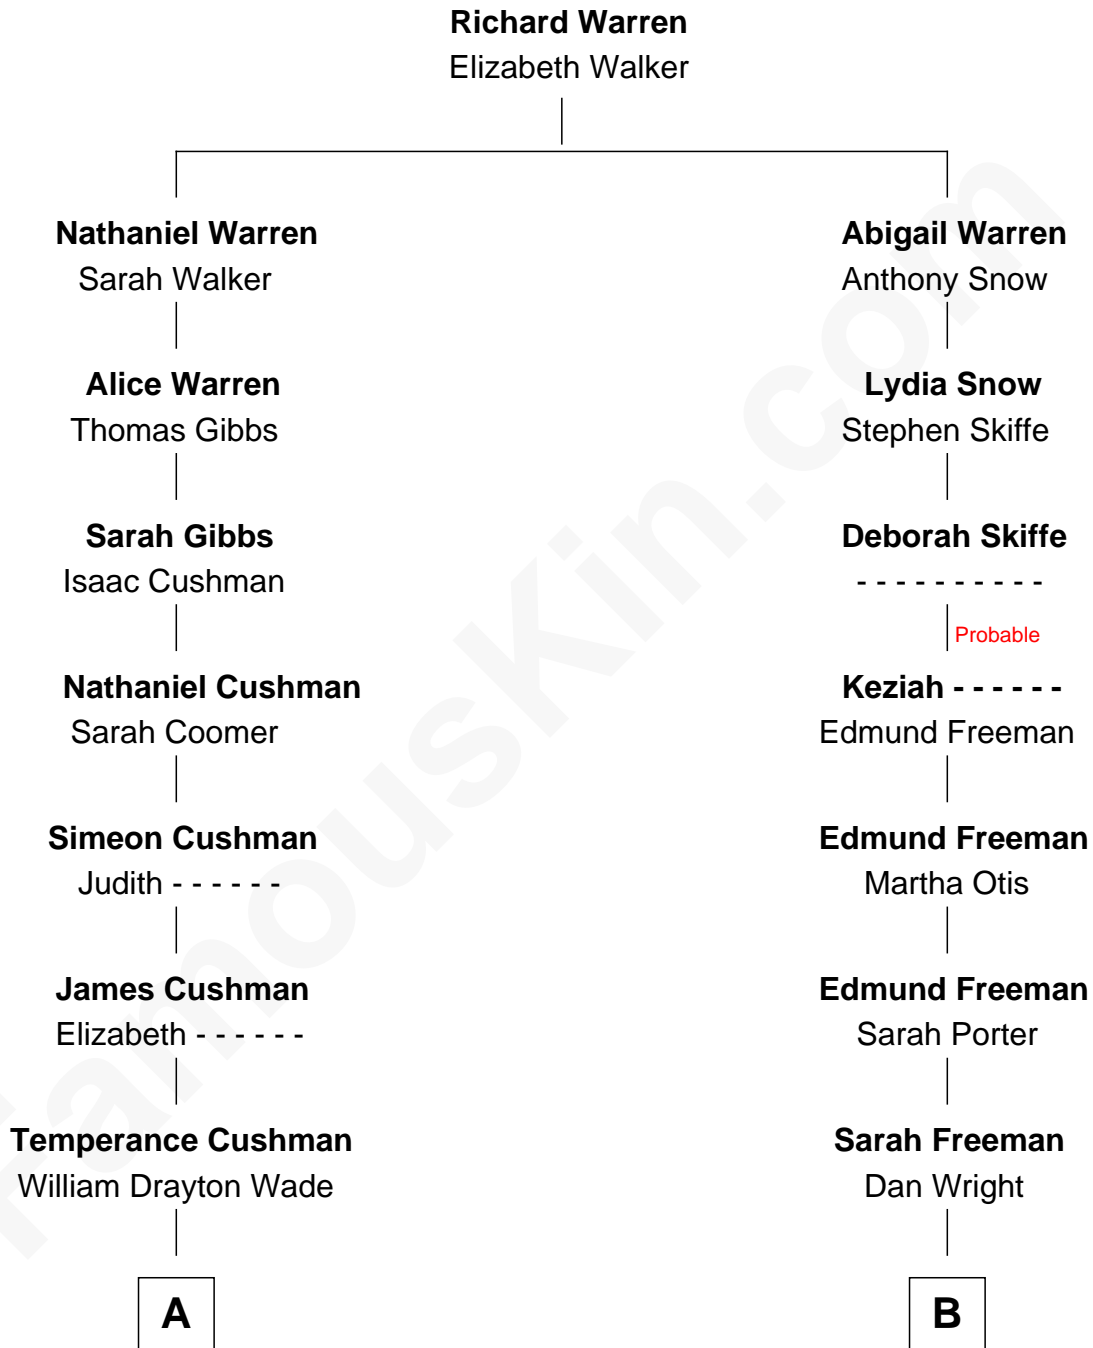 Richard Warren
Elizabeth Walker
Nathaniel Warren
Sarah Walker
Abigail Warren
Anthony Snow
Alice Warren
Thomas Gibbs
Lydia Snow
Stephen Skiffe
Sarah Gibbs
Isaac Cushman
Deborah Skiffe
- - - - - - - - - -
Probable
Nathaniel Cushman
Sarah Coomer
Keziah - - - - - -
Edmund Freeman
Simeon Cushman
Judith - - - - - -
Edmund Freeman
Martha Otis
James Cushman
Elizabeth - - - - - -
Edmund Freeman
Sarah Porter
Temperance Cushman
William Drayton Wade
Sarah Freeman
Dan Wright
A
B
FamousKin.com